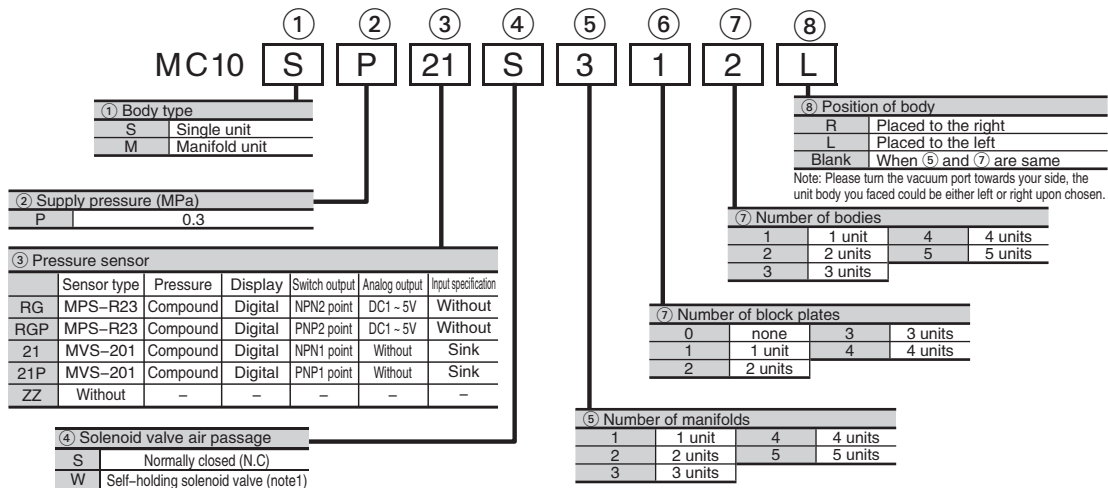 ① ② ③ ④ ⑤ ⑥ ⑦ ⑧
MC10 S P 21 S 3 1 2 L
① Body type
S Single unit
M Manifold unit
② Supply pressure (MPa)
P 0.3
③ Pressure sensor
Sensor type Pressure Display Switch output Analog output Input specification
RG MPS-R23 Compound Digital NPN2 point DC1 ~ 5V Without
RGP MPS-R23 Compound Digital PNP2 point DC1 ~ 5V Without
21 MVS-201 Compound Digital NPN1 point Without Sink
21P MVS-201 Compound Digital PNP1 point Without Sink
ZZ Without – – – – –
④ Solenoid valve air passage
S Normally closed (N.C)
W Self-holding solenoid valve (note1)
⑧ Position of body
R Placed to the right
L Placed to the left
Blank When ⑤ and ⑦ are same
Note: Please turn the vacuum port towards your side, the
unit body you faced could be either left or right upon chosen.
⑦ Number of bodies
1 1 unit 4 4 units
2 2 units 5 5 units
3 3 units
⑦ Number of block plates
0 none 3 3 units
1 1 unit 4 4 units
2 2 units
⑤ Number of manifolds
1 1 unit 4 4 units
2 2 units 5 5 units
3 3 units